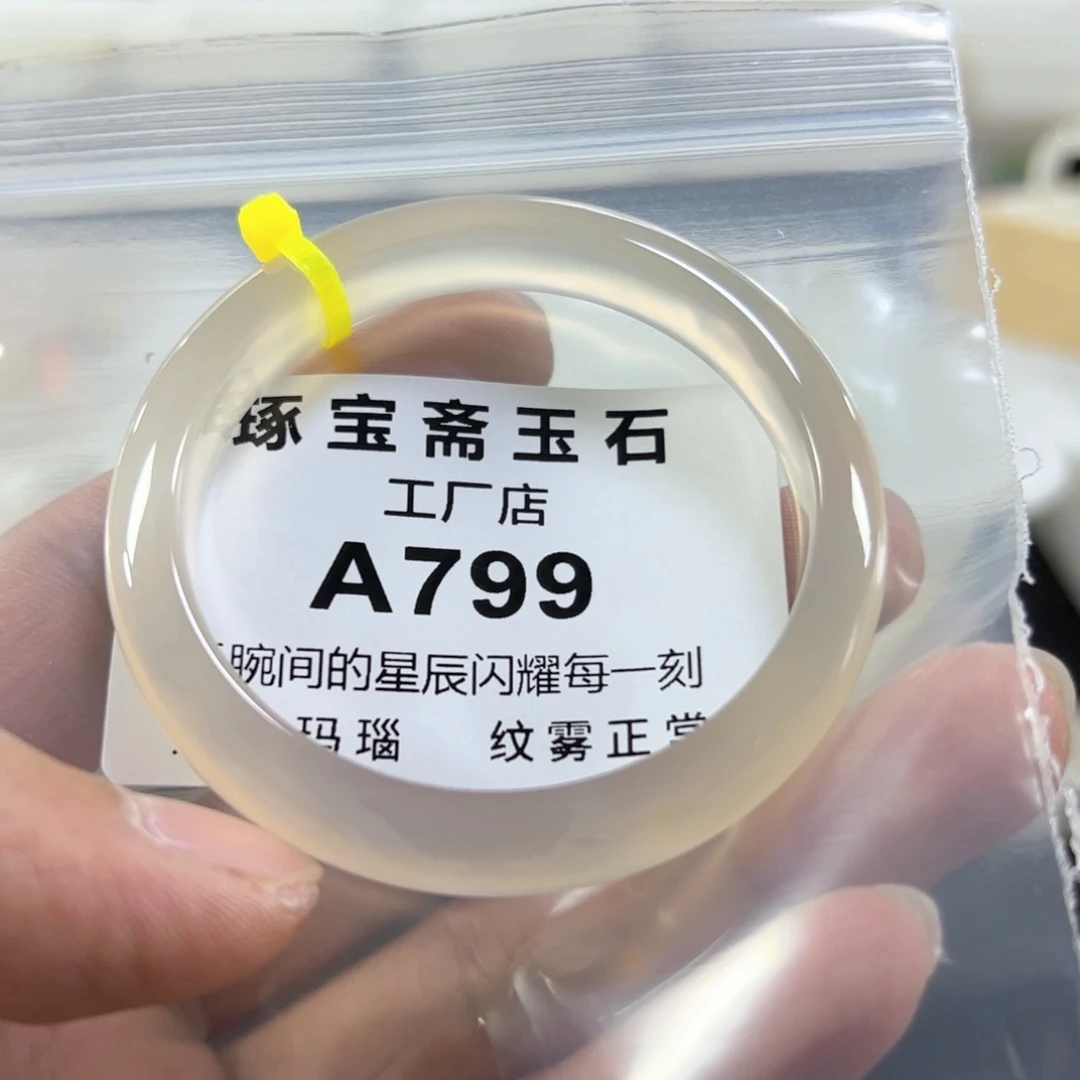 琢宝斋玉石
工厂店
A799
腕间的星辰闪耀每一刻
玛瑙 纹雾正常